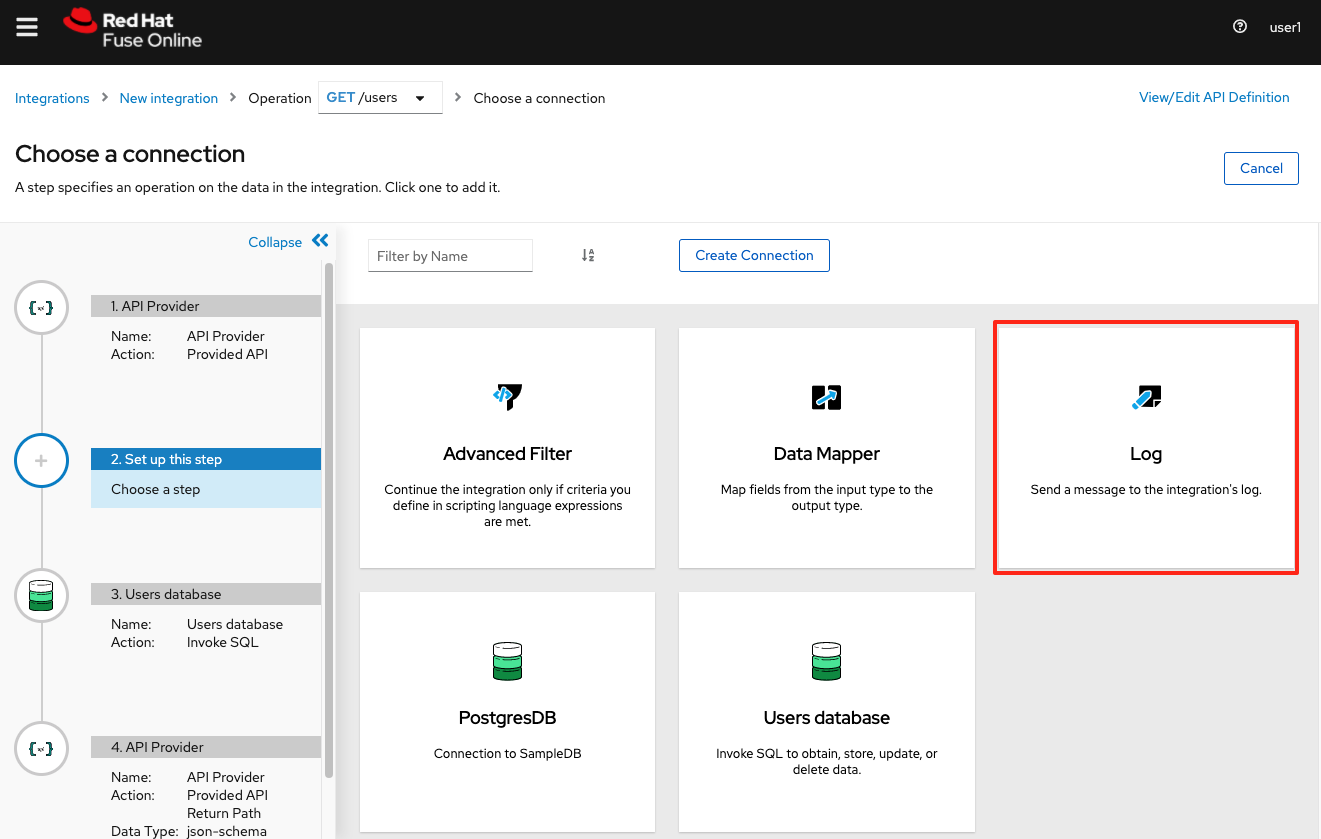 Red Hat
Fuse Online
user1
Integrations > New integration > Operation GET /users > Choose a connection
View/Edit API Definition
Choose a connection
Cancel
A step specifies an operation on the data in the integration. Click one to add it.
Collapse
Filter by Name
Create Connection
1. API Provider
Name: API Provider
Action: Provided API
2. Set up this step
Choose a step
3. Users database
Name: Users database
Action: Invoke SQL
4. API Provider
Name: API Provider
Action: Provided API
Return Path
Data Type: json-schema
Advanced Filter
Continue the integration only if criteria you
define in scripting language expressions
are met.
Data Mapper
Map fields from the input type to the
output type.
Log
Send a message to the integration's log.
PostgresDB
Connection to SampleDB
Users database
Invoke SQL to obtain, store, update, or
delete data.